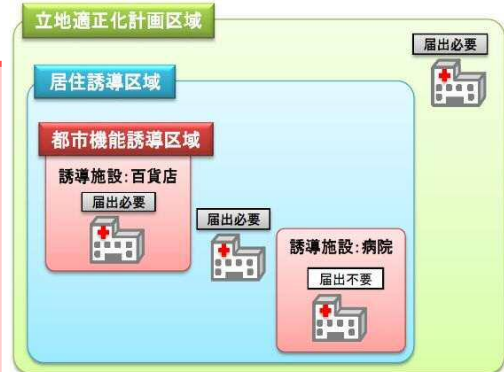 立地適正化計画区域
届出必要
居住誘導区域
都市機能誘導区域
誘導施設:百貨店
届出必要
届出必要
誘導施設:病院
届出不要